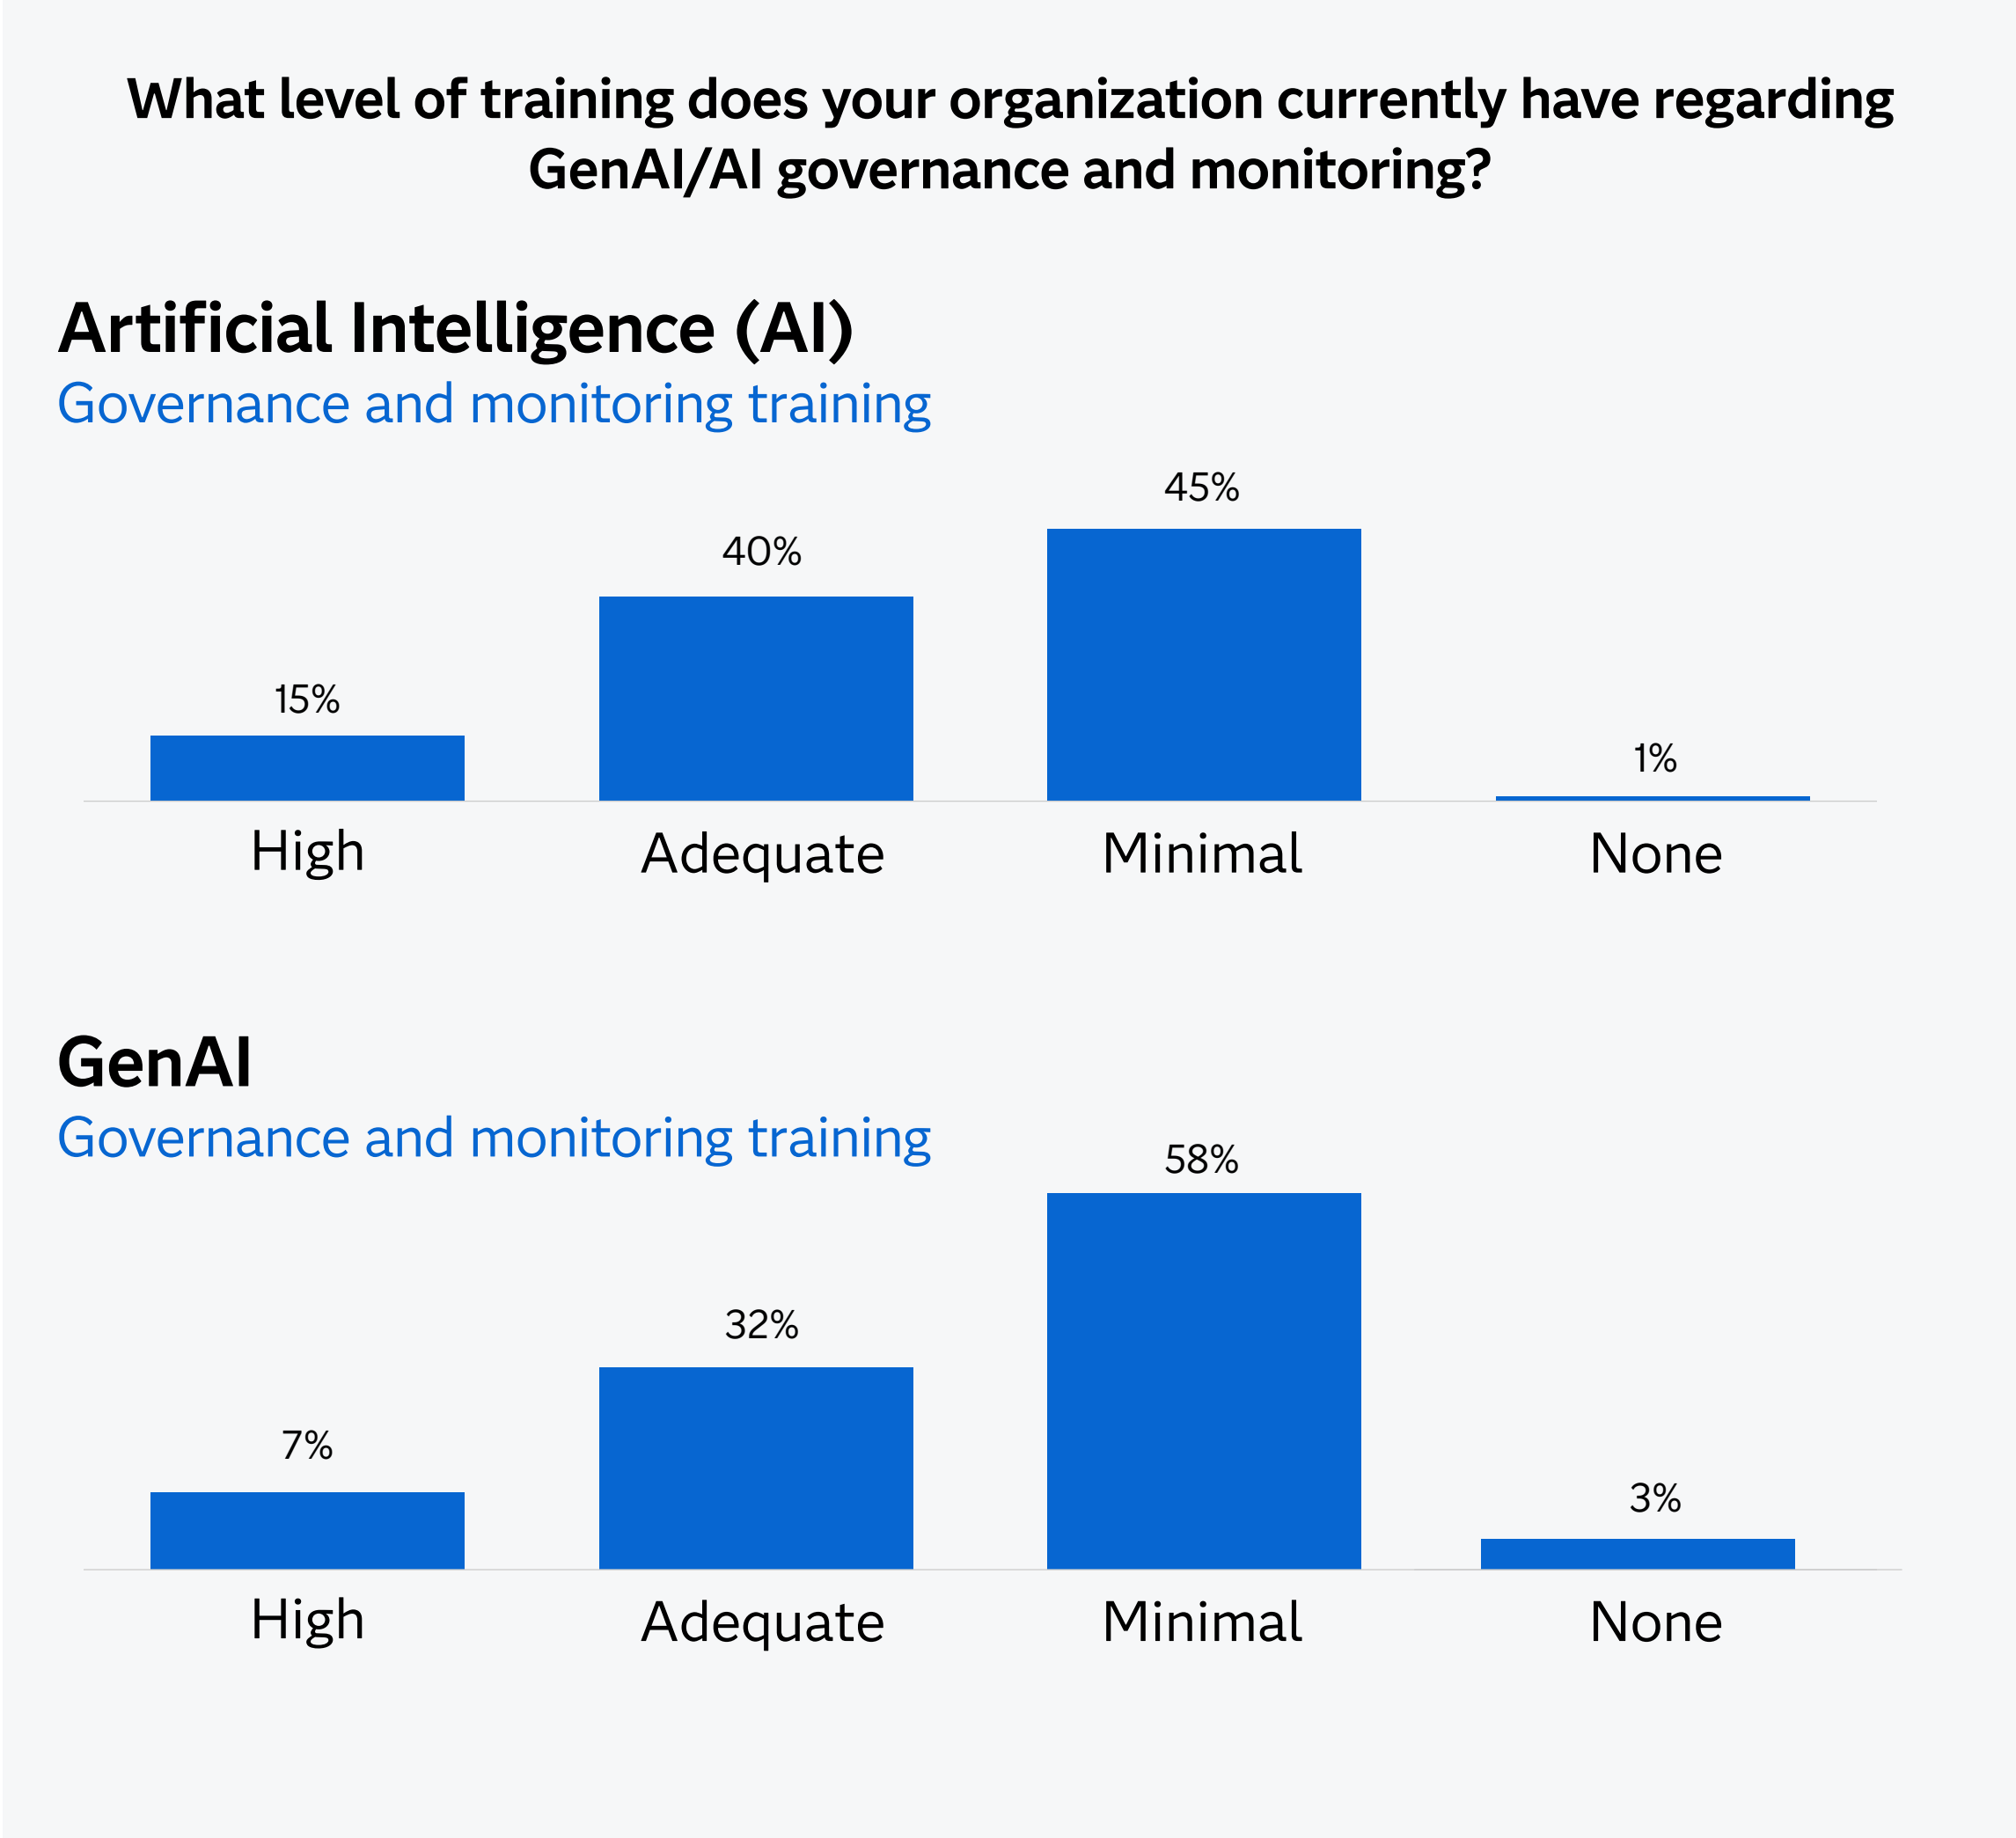 What level of training does your organization currently have regarding
GenAI/AI governance and monitoring?
Artificial Intelligence (AI)
Governance and monitoring training
15%
40%
45%
1%
High
Adequate
Minimal
None
GenAI
Governance and monitoring training
7%
32%
58%
3%
High
Adequate
Minimal
None